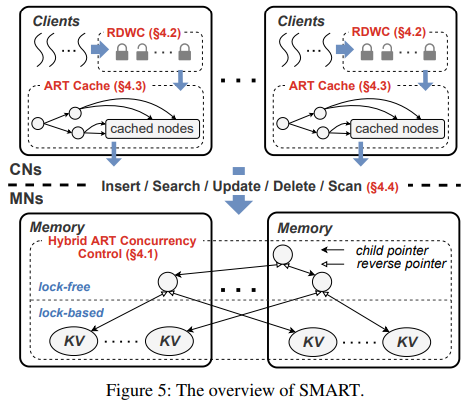 Clients
RDWC (§4.2)
ART Cache (§4.3)
cached nodes
Clients
RDWC (§4.2)
ART Cache (§4.3)
cached nodes
CNs
Insert / Search / Update / Delete / Scan (§4.4)
MNs
Memory
Memory
Hybrid ART Concurrency
Control (§4.1)
child pointer
reverse pointer
lock-free
lock-based
KV
KV
KV
KV
Figure 5: The overview of SMART.